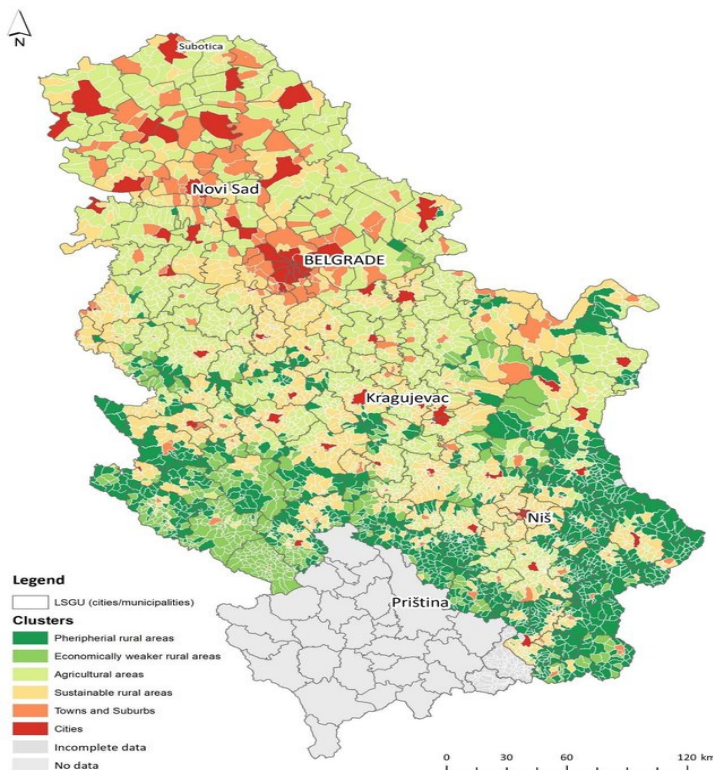 N
Subotica
Novi Sad
BELGRADE
Kragujevac
Niš
Priština
Legend
LSGU (cities/municipalities)
Clusters
Pheripherial rural areas
Economically weaker rural areas
Agricultural areas
Sustainable rural areas
Towns and Suburbs
Cities
Incomplete data
No data
0 30 60 120 km